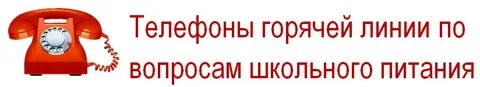 Телефоны горячей линии по
вопросам школьного питания